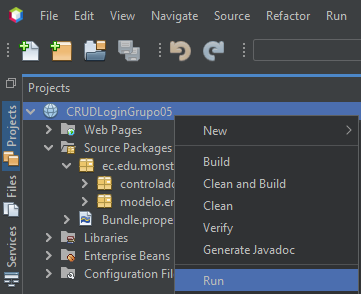 File Edit View Navigate Source Refactor Run
Projects
CRUDLoginGrupo05
Web Pages
Source Packages
ec.edu.monst
controlado
modelo.en
Bundle.prope
Libraries
Enterprise Beans
Configuration Fil
New
Build
Clean and Build
Clean
Verify
Generate Javadoc
Run
Projects
Files
Services